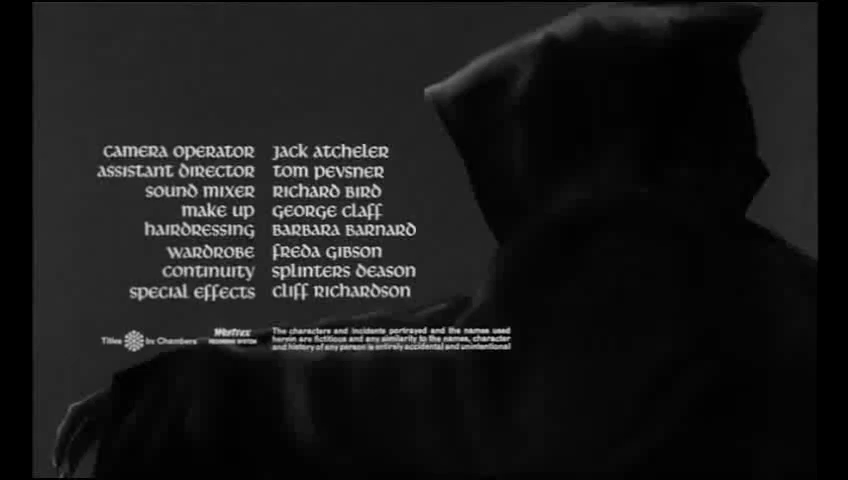 camera operator jack atcheler
assistant director tom pevsner
sound mixer richard bird
make up george claff
hairdressing barbara barnard
wardrobe freda gibson
continuity splinters deason
special effects cliff richardson
Titles by Chambers
Westrex
RECORDING SYSTEM
The characters and incidents portrayed and the names used
herein are fictitious and any similarity to the names, character
and history of any person is entirely accidental and unintentional